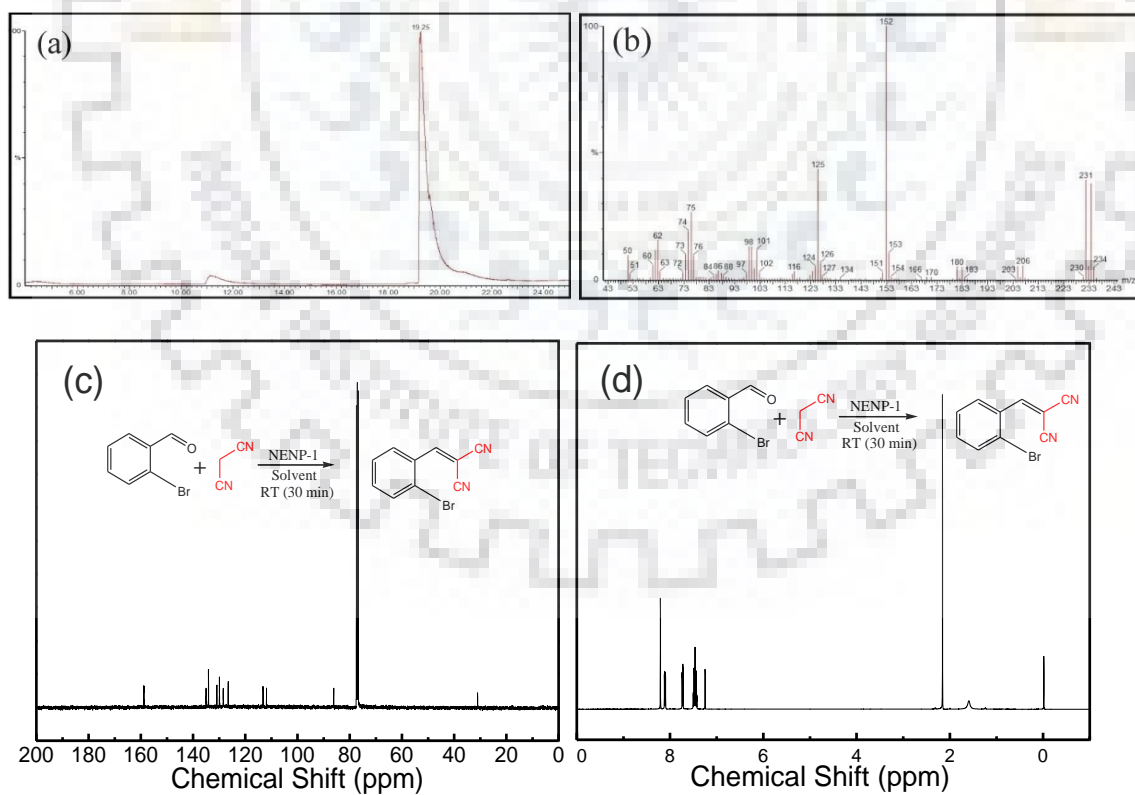 (a)
19.25
100
%
0
6.00 8.00 10.00 12.00 14.00 16.00 18.00 20.00 22.00 24.00
(b)
100
152
%
125
231
75
74
62
73
76
60
50
51
63
72
84 86 88
98
101
97
102
116
124
126
127
134
153
151
154
166
170
180
183
203
206
230
234
0
43 53 63 73 83 93 103 113 123 133 143 153 163 173 183 193 203 213 223 233 243 m/z
(c)
O
Br
+
CN
CN
NENP-1
Solvent
RT (30 min)
CN
CN
Br
200 160 120 80 60 40 20 0
Chemical Shift (ppm)
(d)
O
Br
+
CN
CN
NENP-1
Solvent
RT (30 min)
CN
CN
Br
0 8 6 4 2 0
Chemical Shift (ppm)